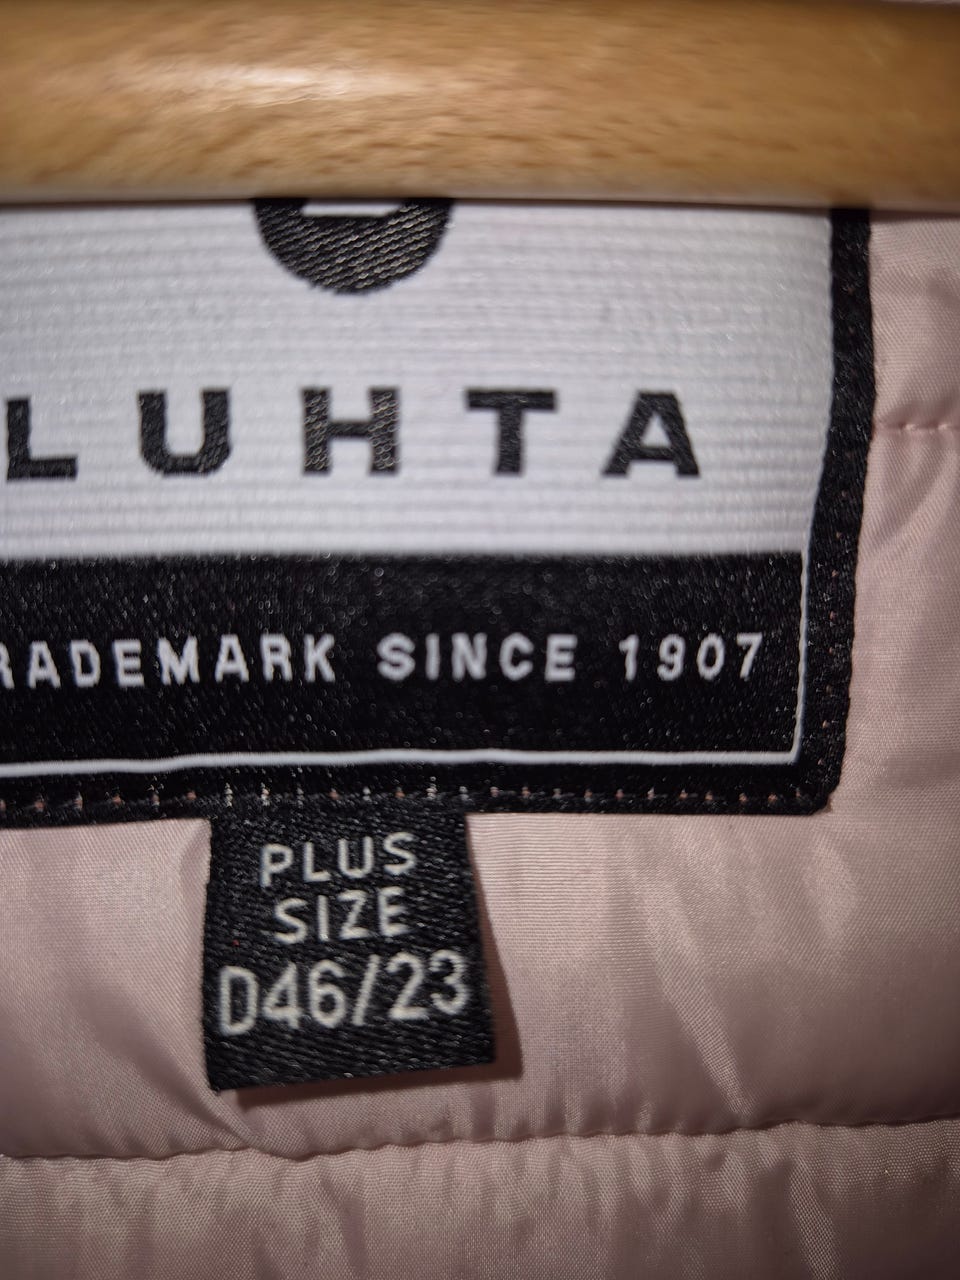 LUHTA
RADEMARK SINCE 1907
PLUS
SIZE
D46/23